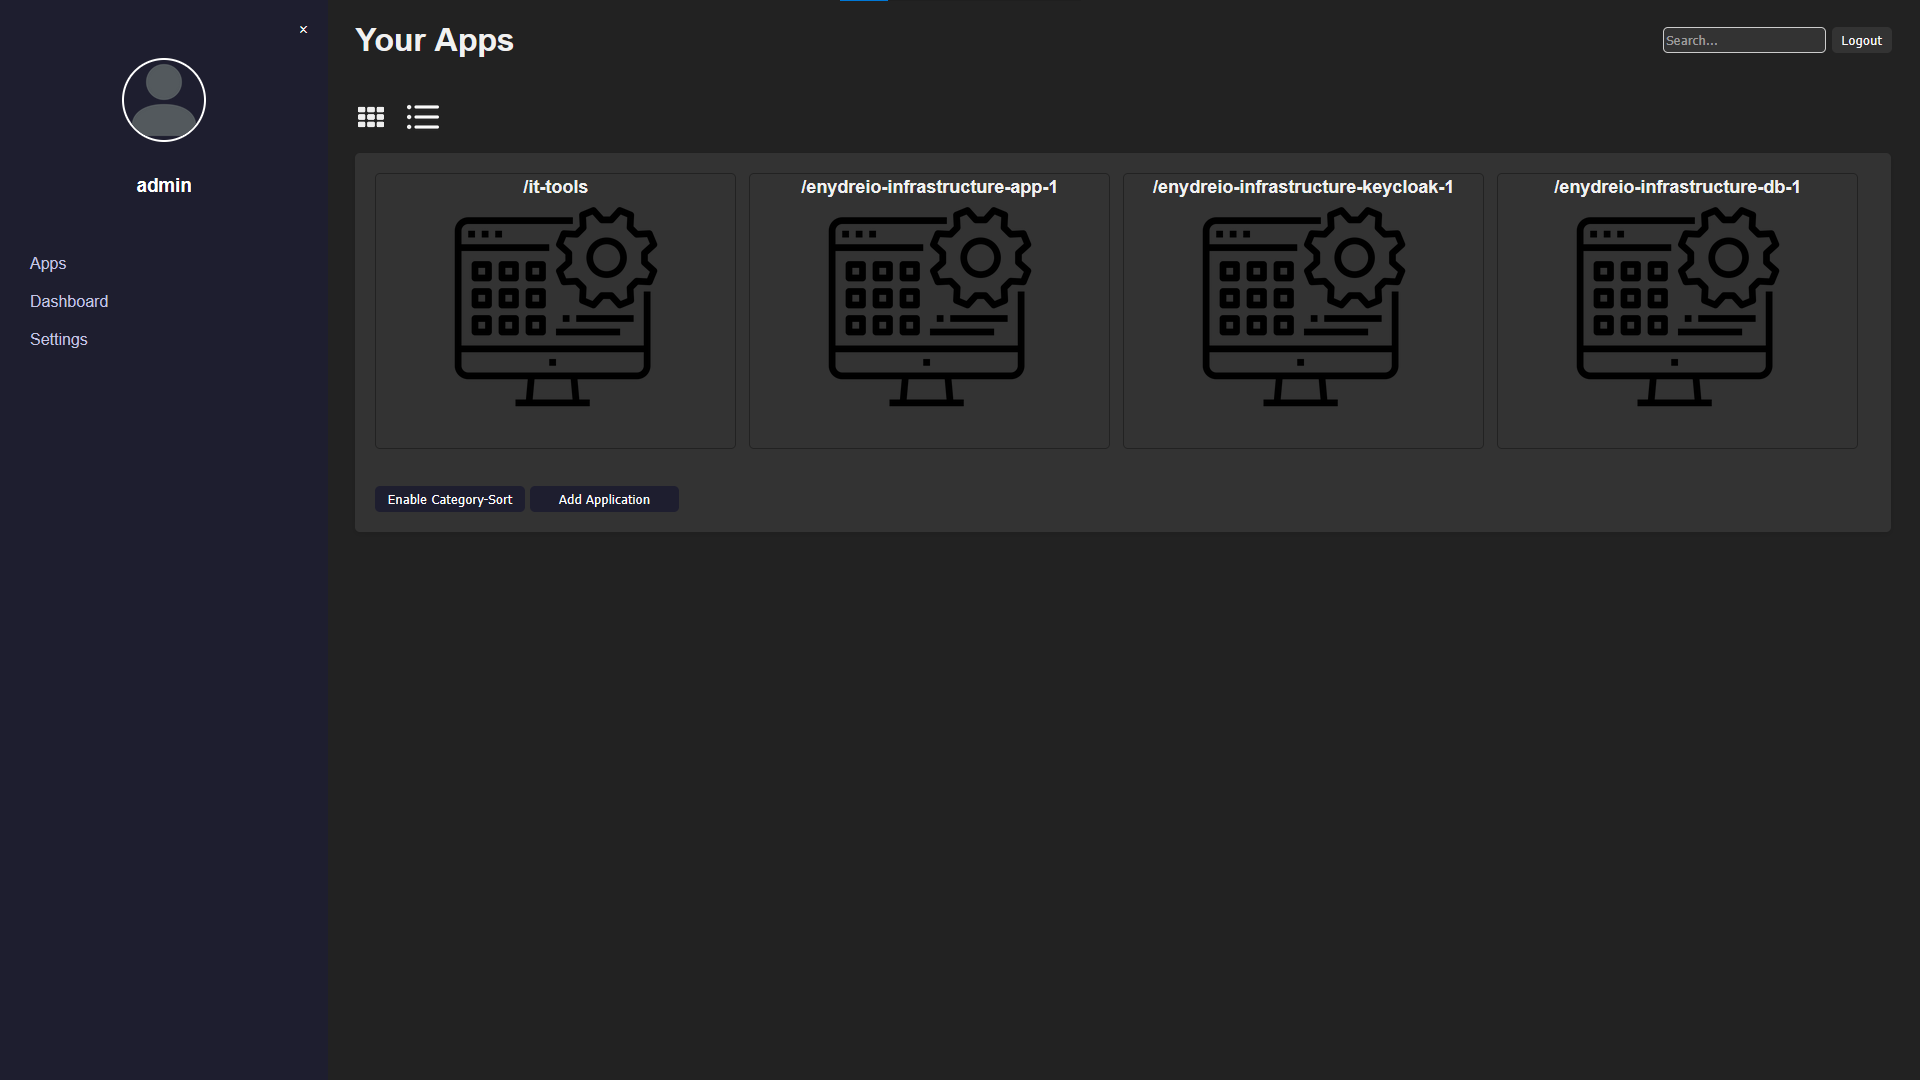 ×
admin
Apps
Dashboard
Settings
Your Apps
Search...
Logout
/it-tools
/enydreio-infrastructure-app-1
/enydreio-infrastructure-keycloak-1
/enydreio-infrastructure-db-1
Enable Category-Sort
Add Application